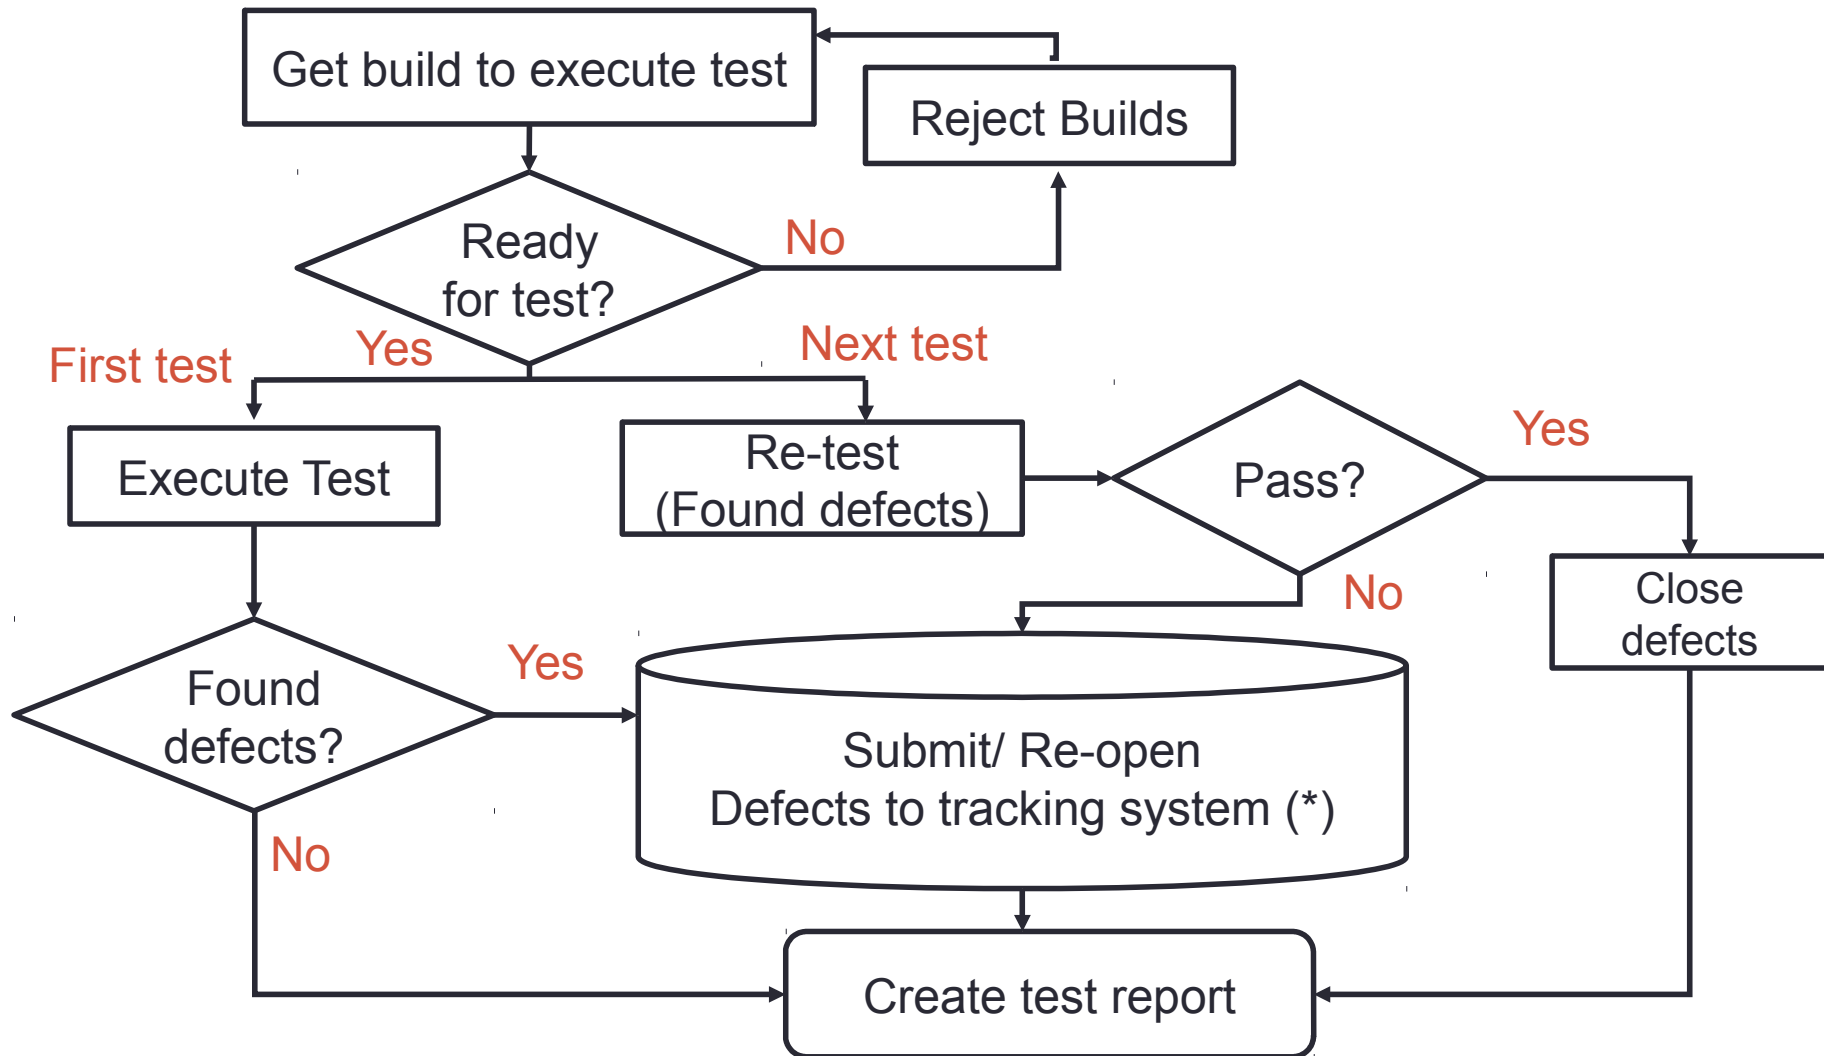 Get build to execute test
Reject Builds
Ready
for test?
No
Yes
First test
Next test
Execute Test
Re-test
(Found defects)
Pass?
Yes
No
Close
defects
Found
defects?
Yes
No
Submit/ Re-open
Defects to tracking system (*)
Create test report